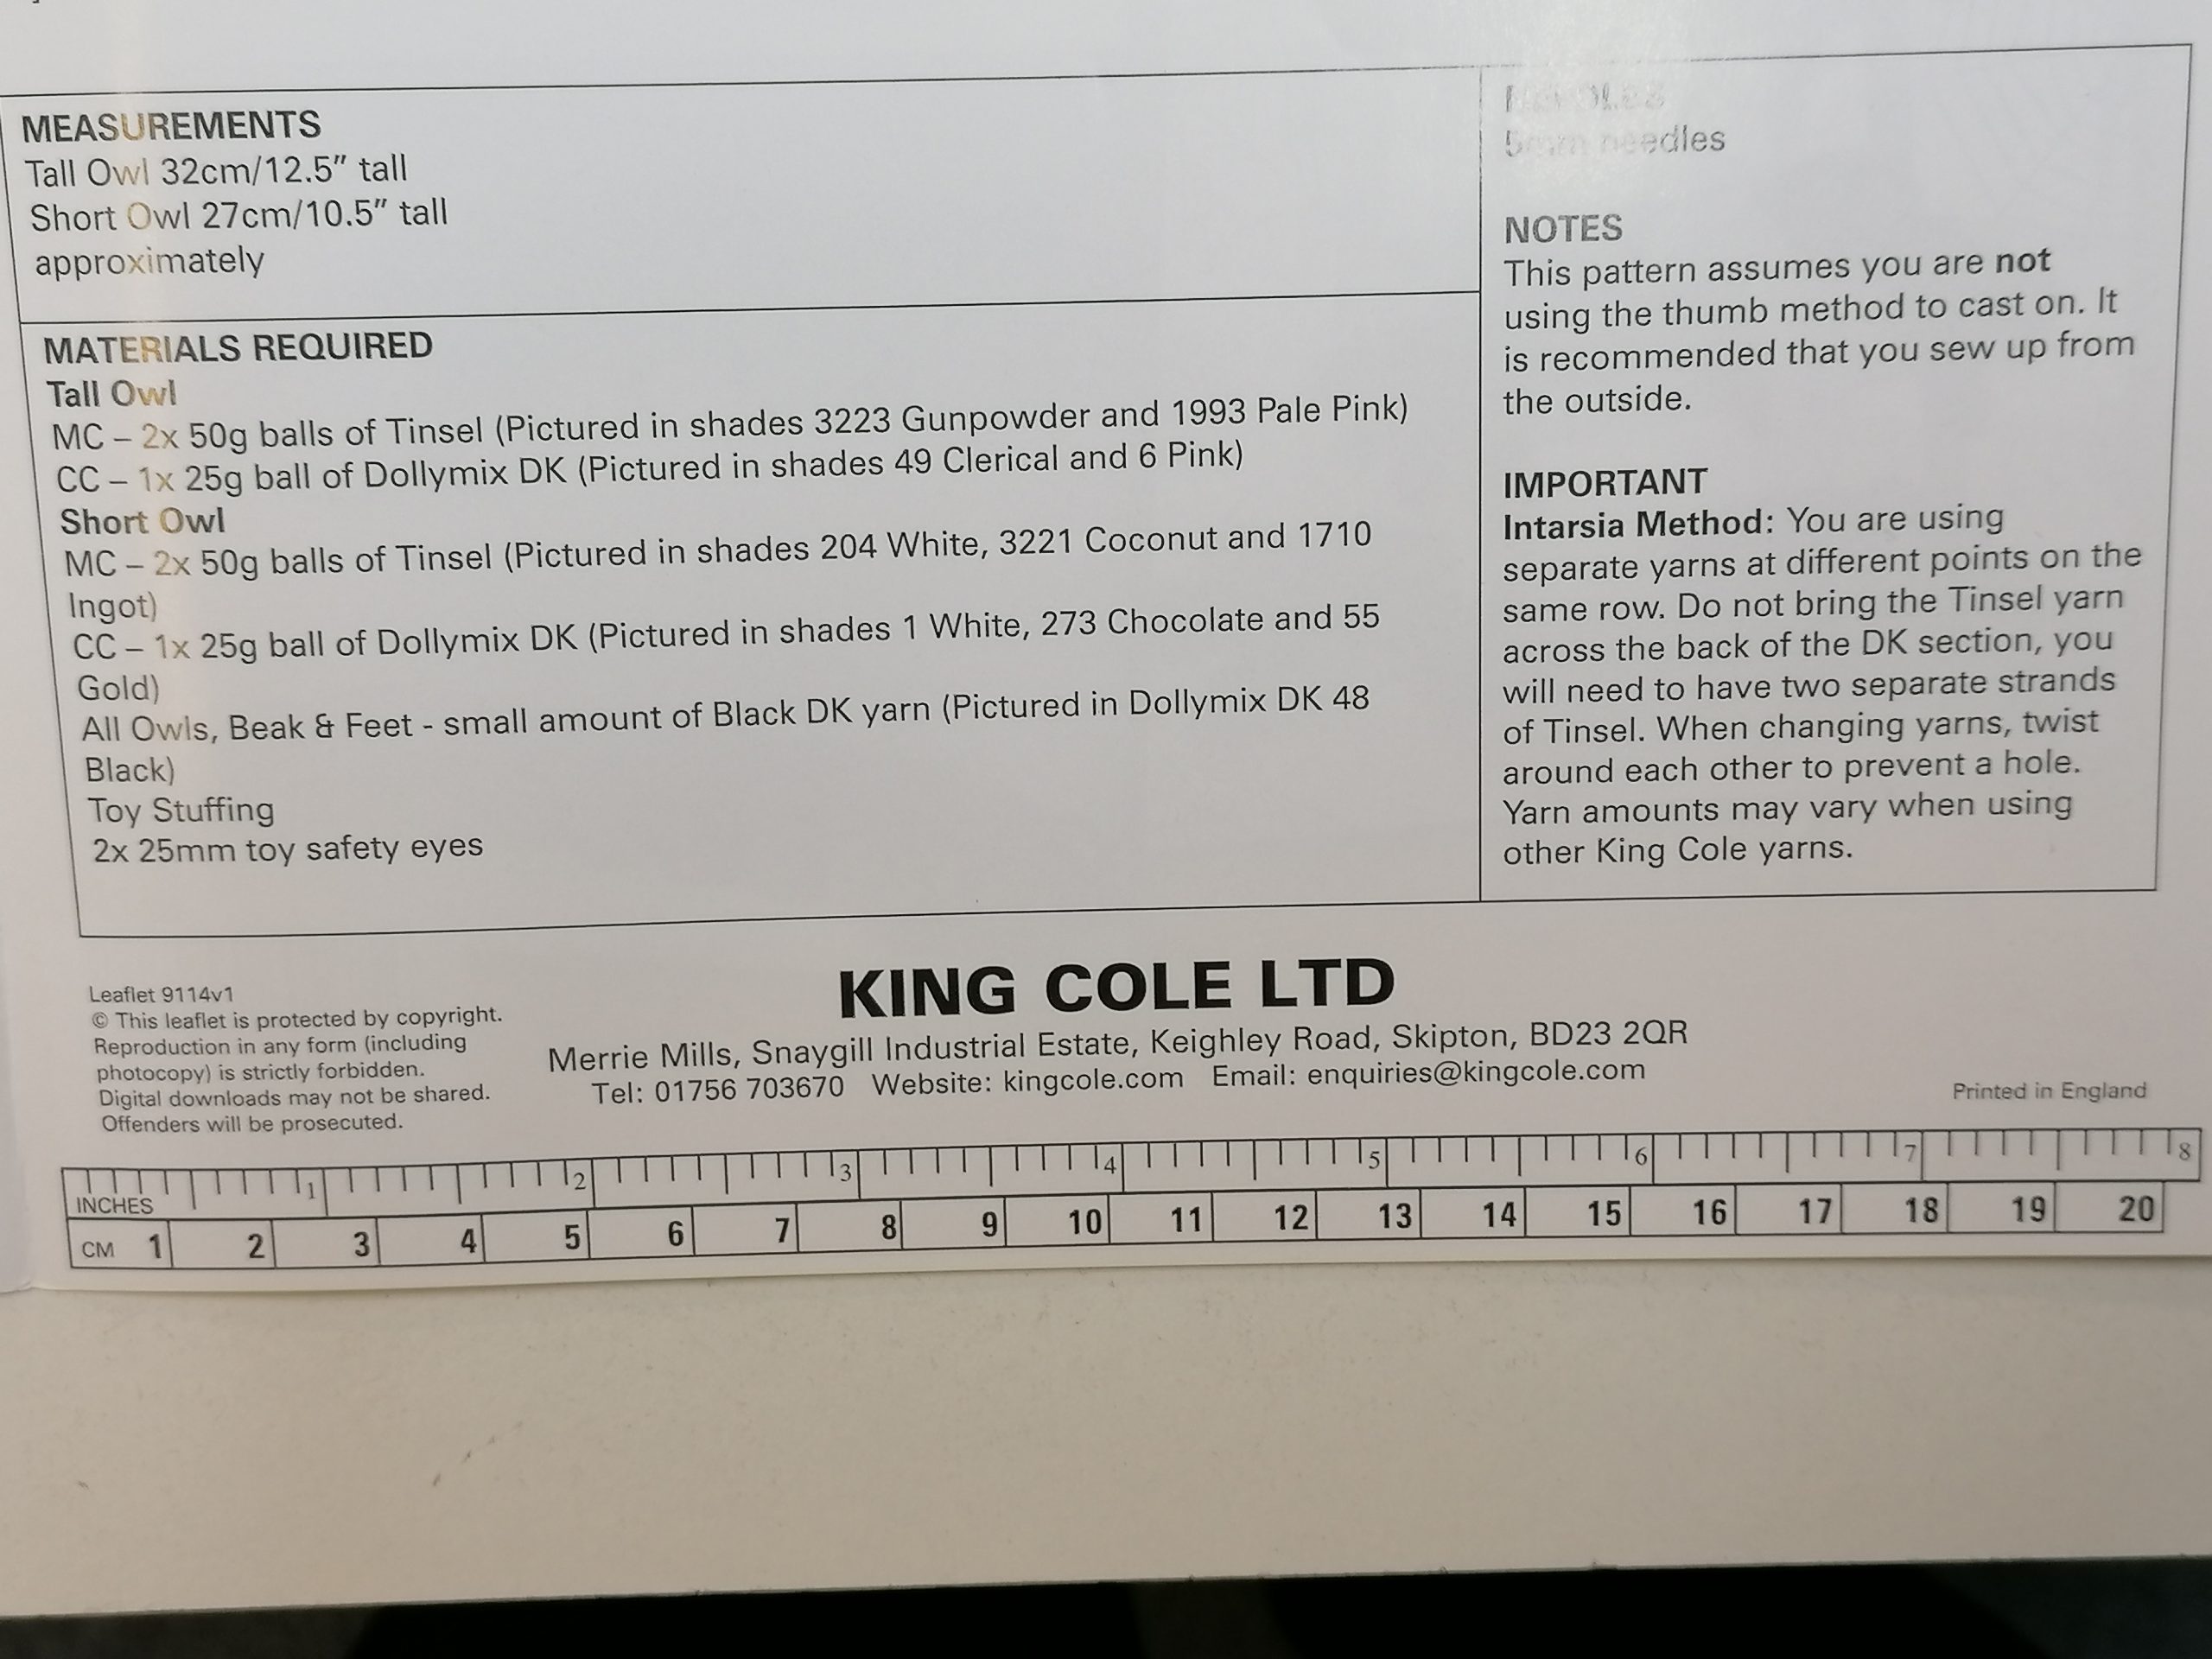 MEASUREMENTS
Tall Owl 32cm/12.5" tall
Short Owl 27cm/10.5" tall
approximately
MATERIALS REQUIRED
Tall Owl
MC – 2x 50g balls of Tinsel (Pictured in shades 3223 Gunpowder and 1993 Pale Pink)
CC – 1x 25g ball of Dollymix DK (Pictured in shades 49 Clerical and 6 Pink)
Short Owl
MC – 2x 50g balls of Tinsel (Pictured in shades 204 White, 3221 Coconut and 1710
Ingot)
CC – 1x 25g ball of Dollymix DK (Pictured in shades 1 White, 273 Chocolate and 55
Gold)
All Owls, Beak & Feet - small amount of Black DK yarn (Pictured in Dollymix DK 48
Black)
Toy Stuffing
2x 25mm toy safety eyes
NEEDLES
5mm needles
NOTES
This pattern assumes you are not
using the thumb method to cast on. It
is recommended that you sew up from
the outside.
IMPORTANT
Intarsia Method: You are using
separate yarns at different points on the
same row. Do not bring the Tinsel yarn
across the back of the DK section, you
will need to have two separate strands
of Tinsel. When changing yarns, twist
around each other to prevent a hole.
Yarn amounts may vary when using
other King Cole yarns.
Leaflet 9114v1
© This leaflet is protected by copyright.
Reproduction in any form (including
photocopy) is strictly forbidden.
Digital downloads may not be shared.
Offenders will be prosecuted.
KING COLE LTD
Merrie Mills, Snaygill Industrial Estate, Keighley Road, Skipton, BD23 2QR
Tel: 01756 703670 Website: kingcole.com Email: enquiries@kingcole.com
Printed in England
INCHES 1 2 3 4 5 6 7 8
CM 1 2 3 4 5 6 7 8 9 10 11 12 13 14 15 16 17 18 19 20